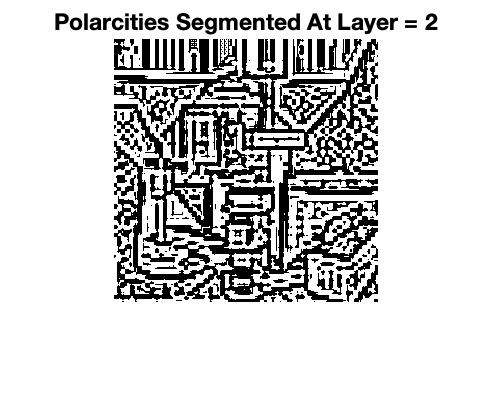 Polarcities Segmented At Layer = 2